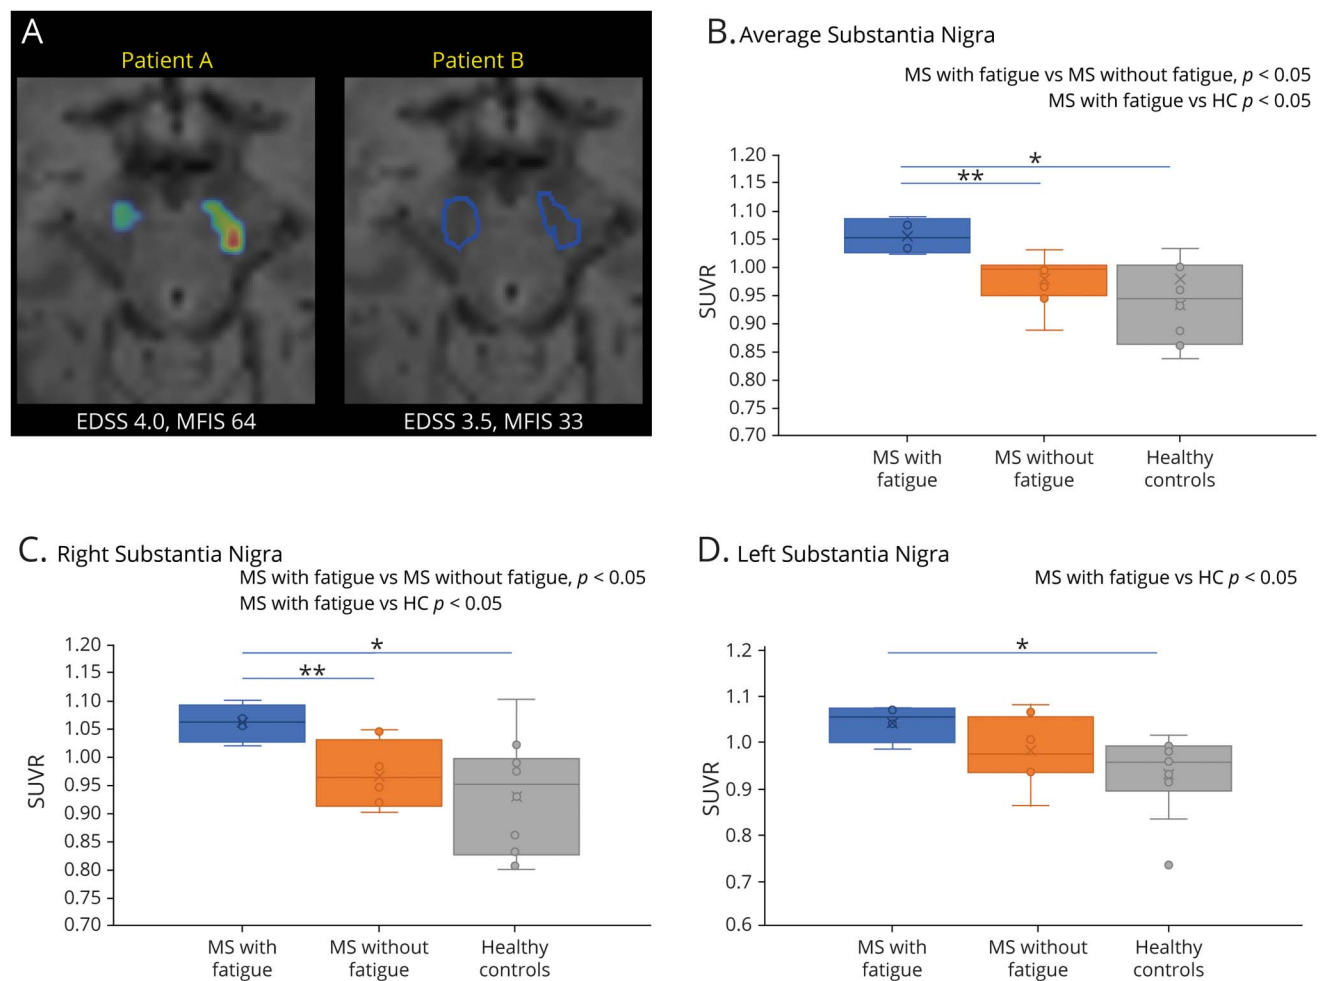 A
Patient A
Patient B
EDSS 4.0, MFIS 64
EDSS 3.5, MFIS 33
B. Average Substantia Nigra
MS with fatigue vs MS without fatigue, p < 0.05
MS with fatigue vs HC p < 0.05
*
**
1.20
1.15
1.10
1.05
1.00
0.95
0.90
0.85
0.80
0.75
0.70
SUVR
MS with
fatigue
MS without
fatigue
Healthy
controls
C. Right Substantia Nigra
MS with fatigue vs MS without fatigue, p < 0.05
MS with fatigue vs HC p < 0.05
*
**
1.20
1.15
1.10
1.05
1.00
0.95
0.90
0.85
0.80
0.75
0.70
SUVR
MS with
fatigue
MS without
fatigue
Healthy
controls
D. Left Substantia Nigra
MS with fatigue vs HC p < 0.05
*
1.2
1.1
1.0
0.9
0.8
0.7
0.6
SUVR
MS with
fatigue
MS without
fatigue
Healthy
controls